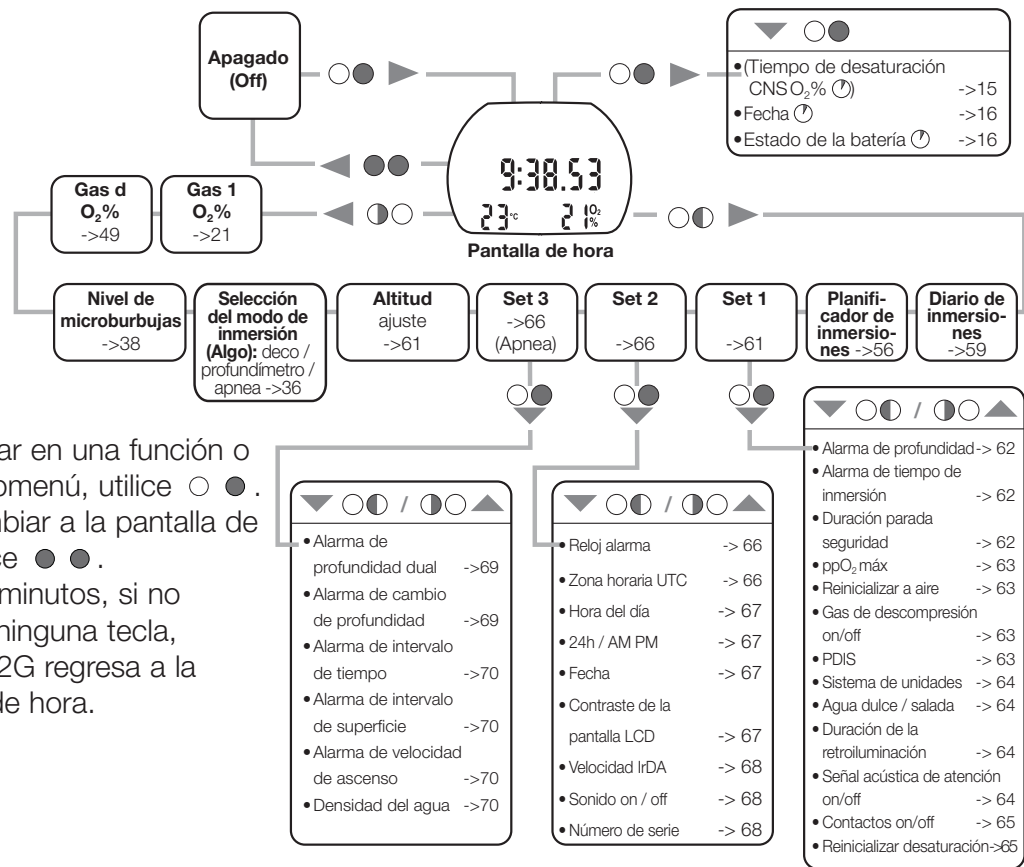 Apagado
(Off)
(Tiempo de desaturación
CNS O₂% )
->15
Fecha
->16
Estado de la batería
->16
9:38.53
23°C
21 O₂%
Pantalla de hora
Gas d
O₂%
->49
Gas 1
O₂%
->21
Nivel de
microburbujas
->38
Selección
del modo de
inmersión
(Algo): deco /
profundímetro /
apnea ->36
Altitud
ajuste
->61
Set 3
->66
(Apnea)
Set 2
->66
Set 1
->61
Planifi-
cador de
inmersio-
nes ->56
Diario de
inmersio-
nes
->59
ar en una función o
omenú, utilice
nbiar a la pantalla de
ce
minutos, si no
ninguna tecla,
2G regresa a la
de hora.
/
• Alarma de
profundidad dual ->69
• Alarma de cambio
de profundidad ->69
• Alarma de intervalo
de tiempo ->70
• Alarma de intervalo
de superficie ->70
• Alarma de velocidad
de ascenso ->70
• Densidad del agua ->70
/
• Reloj alarma -> 66
• Zona horaria UTC -> 66
• Hora del día -> 67
• 24h / AM PM -> 67
• Fecha -> 67
• Contraste de la
pantalla LCD -> 67
• Velocidad IrDA -> 68
• Sonido on / off -> 68
• Número de serie -> 68
/
• Alarma de profundidad-> 62
• Alarma de tiempo de
inmersión -> 62
• Duración parada
seguridad -> 62
• ppO₂ máx -> 63
• Reinicializar a aire -> 63
• Gas de descompresión
on/off -> 63
• PDIS -> 63
• Sistema de unidades -> 64
• Agua dulce / salada -> 64
• Duración de la
retroiluminación -> 64
• Señal acústica de atención
on/off -> 64
• Contactos on/off -> 65
• Reinicializar desaturación->65